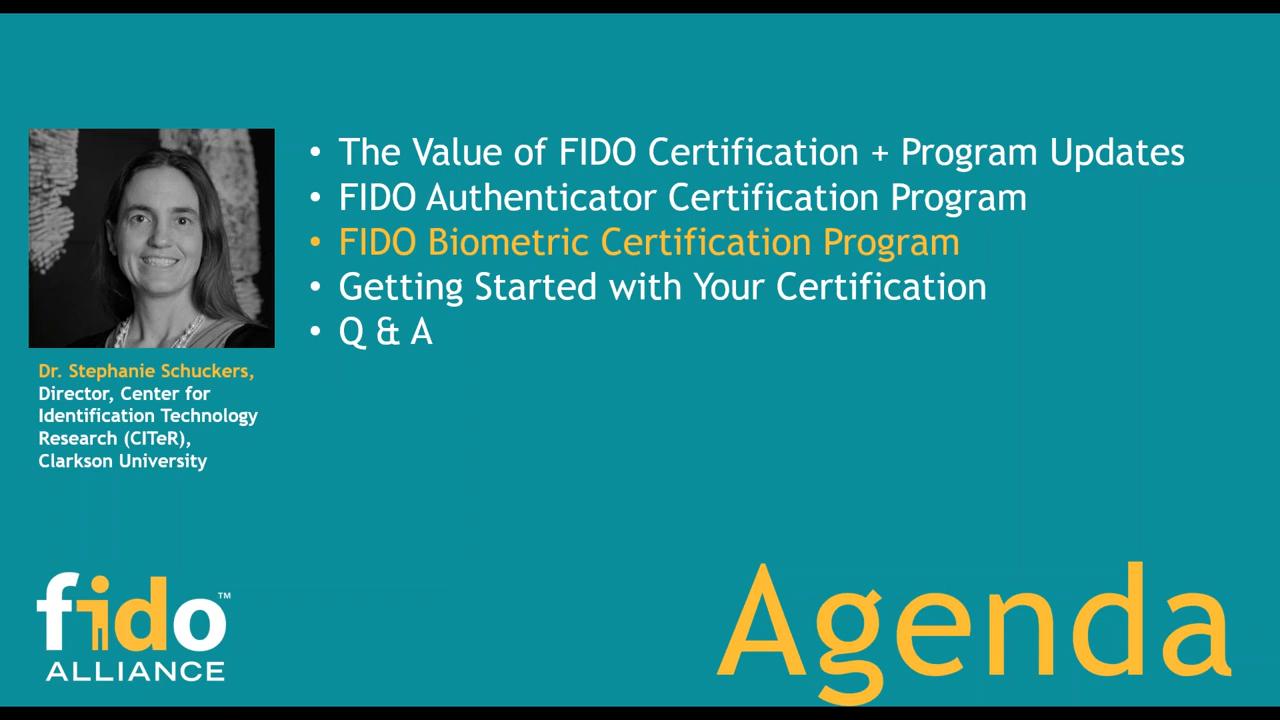 • The Value of FIDO Certification + Program Updates
• FIDO Authenticator Certification Program
• FIDO Biometric Certification Program
• Getting Started with Your Certification
• Q & A
Dr. Stephanie Schuckers,
Director, Center for
Identification Technology
Research (CITeR),
Clarkson University
fido™
ALLIANCE
Agenda